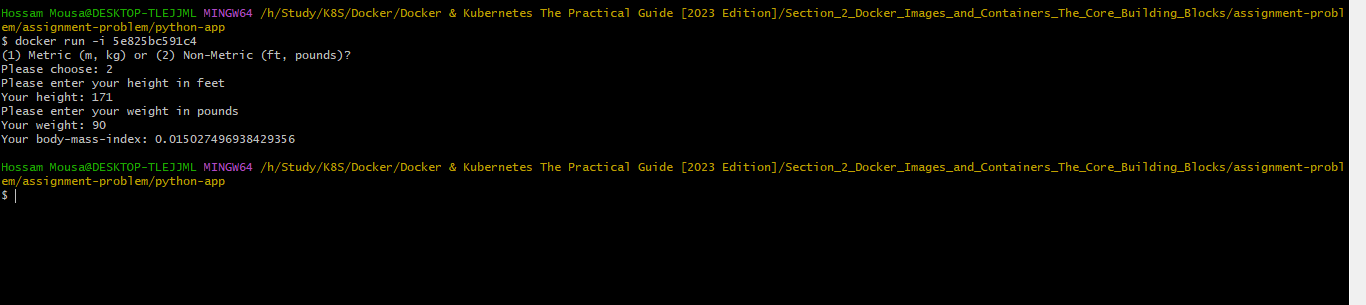 Hossam Mousa@DESKTOP-TLEJJML MINGW64 /h/Study/K8S/Docker/Docker & Kubernetes The Practical Guide [2023 Edition]/Section_2_Docker_Images_and_Containers_The_Core_Building_Blocks/assignment-probl
em/assignment-problem/python-app
$ docker run -i 5e825bc591c4
(1) Metric (m, kg) or (2) Non-Metric (ft, pounds)?
Please choose: 2
Please enter your height in feet
Your height: 171
Please enter your weight in pounds
Your weight: 90
Your body-mass-index: 0.015027496938429356
Hossam Mousa@DESKTOP-TLEJJML MINGW64 /h/Study/K8S/Docker/Docker & Kubernetes The Practical Guide [2023 Edition]/Section_2_Docker_Images_and_Containers_The_Core_Building_Blocks/assignment-probl
em/assignment-problem/python-app
$